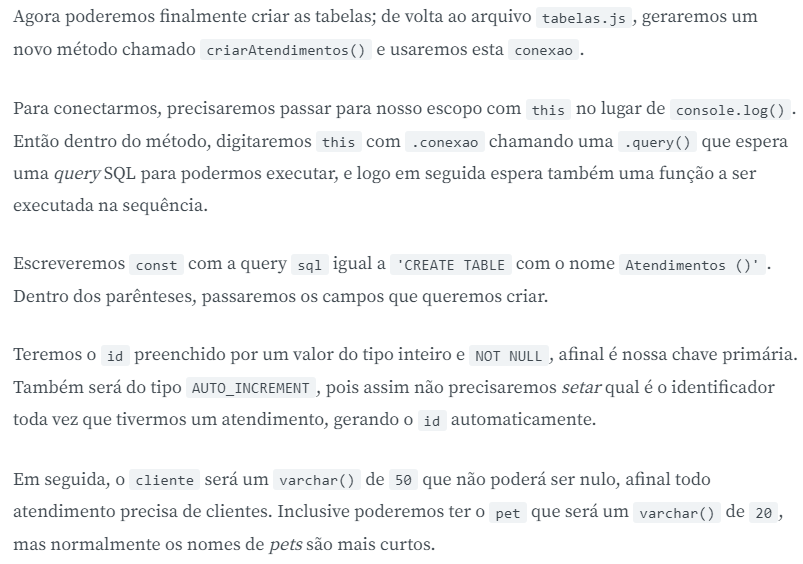 Agora poderemos finalmente criar as tabelas; de volta ao arquivo tabelas.js, geraremos um
novo método chamado criarAtendimentos() e usaremos esta conexao.
Para conectarmos, precisaremos passar para nosso escopo com this no lugar de console.log().
Então dentro do método, digitaremos this com .conexao chamando uma .query() que espera
uma query SQL para podermos executar, e logo em seguida espera também uma função a ser
executada na sequência.
Escreveremos const com a query sql igual a 'CREATE TABLE com o nome Atendimentos ()'.
Dentro dos parênteses, passaremos os campos que queremos criar.
Teremos o id preenchido por um valor do tipo inteiro e NOT NULL, afinal é nossa chave primária.
Também será do tipo AUTO_INCREMENT, pois assim não precisaremos setar qual é o identificador
toda vez que tivermos um atendimento, gerando o id automaticamente.
Em seguida, o cliente será um varchar() de 50 que não poderá ser nulo, afinal todo
atendimento precisa de clientes. Inclusive poderemos ter o pet que será um varchar() de 20,
mas normalmente os nomes de pets são mais curtos.